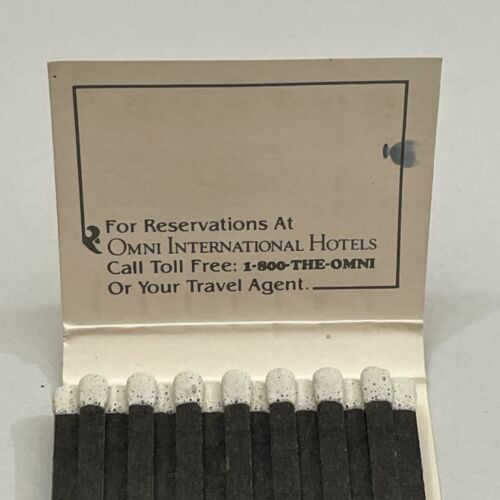 For Reservations At
OMNI INTERNATIONAL HOTELS
Call Toll Free: 1-800-THE-OMNI
Or Your Travel Agent.